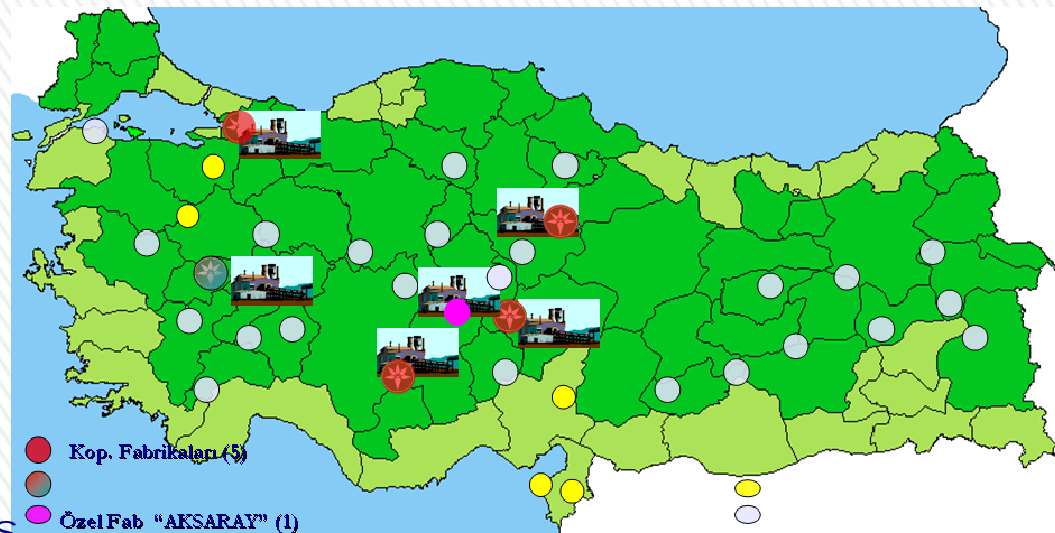 Kop. Fabrikaları (5)
Özel Fab “AKSARAY” (1)